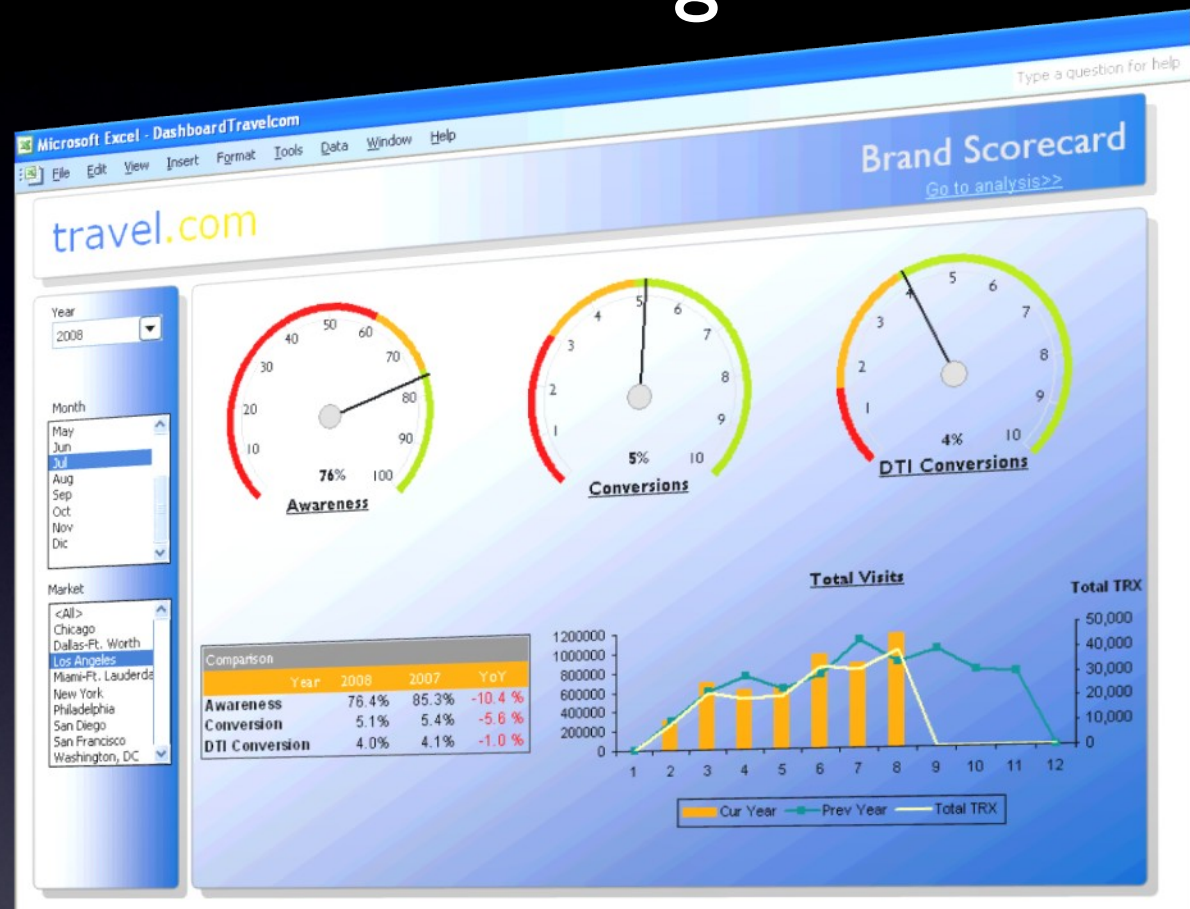 g
Microsoft Excel - DashboardTravelcom
Type a question for help
File Edit View Insert Format Tools Data Window Help
Brand Scorecard
Go to analysis>>
travel.com
Year
2008
Month
May
Jun
Jul
Aug
Sep
Oct
Nov
Dic
Market
<All>
Chicago
Dallas-Ft. Worth
Los Angeles
Miami-Ft. Lauderda
New York
Philadelphia
San Diego
San Francisco
Washington, DC
10 20 30 40 50 60 70 80 90 100
76%
Awareness
1 2 3 4 5 6 7 8 9 10
5%
Conversions
1 2 3 4 5 6 7 8 9 10
4%
DTI Conversions
Comparison
Year 2008 2007 YoY
Awareness 76.4% 85.3% -10.4 %
Conversion 5.1% 5.4% -5.6 %
DTI Conversion 4.0% 4.1% -1.0 %
Total Visits
Total TRX
1200000
1000000
800000
600000
400000
200000
0
50,000
40,000
30,000
20,000
10,000
0
1 2 3 4 5 6 7 8 9 10 11 12
Cur Year Prev Year Total TRX